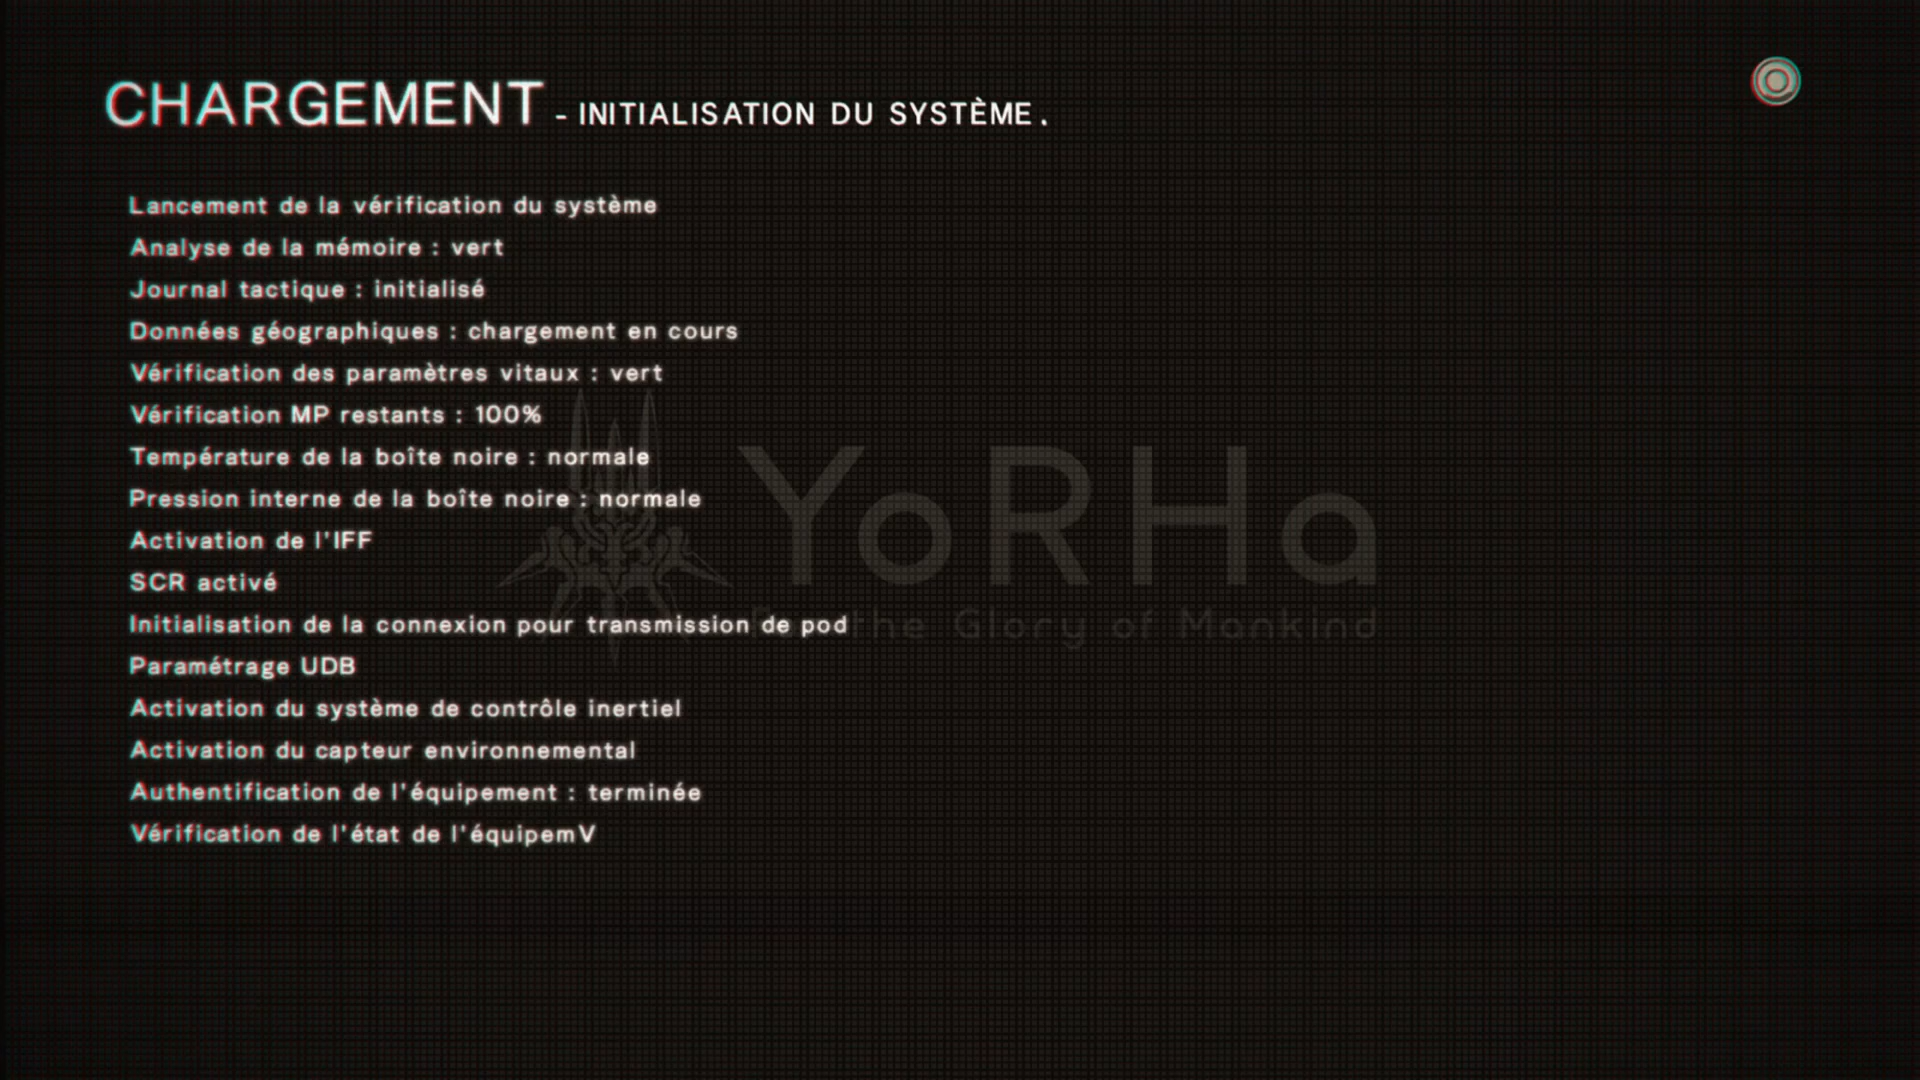 CHARGEMENT - INITIALISATION DU SYSTÈME.
Lancement de la vérification du système
Analyse de la mémoire : vert
Journal tactique : initialisé
Données géographiques : chargement en cours
Vérification des paramètres vitaux : vert
Vérification MP restants : 100%
Température de la boîte noire : normale
Pression interne de la boîte noire : normale
Activation de l'IFF
SCR activé
Initialisation de la connexion pour transmission de pod
Paramétrage UDB
Activation du système de contrôle inertiel
Activation du capteur environnemental
Authentification de l'équipement : terminée
Vérification de l'état de l'équipemV
YoRHa
the Glory of Mankind